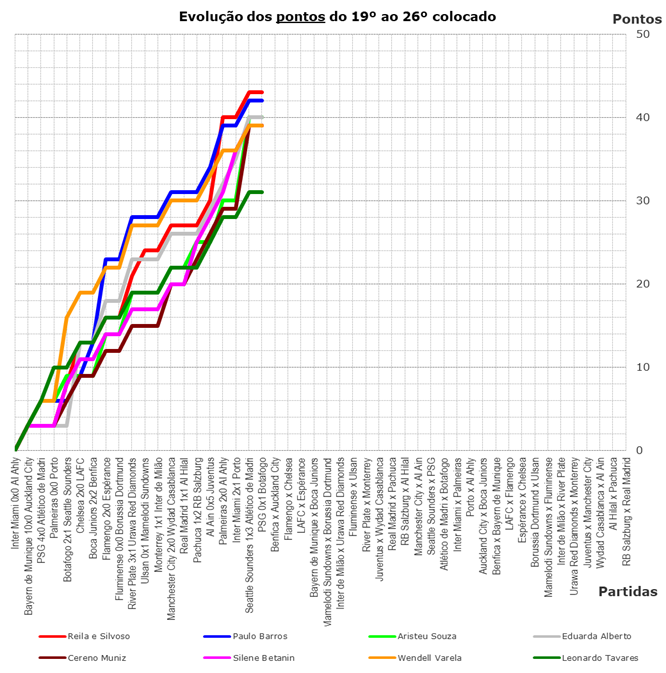 Evolução dos pontos do 19º ao 26º colocado
Pontos
50
40
30
20
10
0
Inter Miami 0x0 Al Ahly
Bayern de Munique 10x0 Auckland City
PSG 4x0 Atlético de Madri
Palmeiras 0x0 Porto
Botafogo 2x1 Seattle Sounders
Chelsea 2x0 LAFC
Boca Juniors 2x2 Benfica
Flamengo 2x0 Espérance
Fluminense 0x0 Borussia Dortmund
River Plate 3x1 Urawa Red Diamonds
Ulsan 0x1 Mamelodi Sundowns
Monterrey 1x1 Inter de Milão
Manchester City 2x0 Wydad Casablanca
Real Madrid 1x1 Al Hilal
Pachuca 1x2 RB Salzburg
Al Ain 0x5 Juventus
Palmeiras 2x0 Al Ahly
Inter Miami 2x1 Porto
Seattle Sounders 1x3 Atlético de Madri
PSG 0x1 Botafogo
Benfica x Auckland City
Flamengo x Chelsea
LAFC x Espérance
Bayern de Munique x Boca Juniors
Mamelodi Sundowns x Borussia Dortmund
Inter de Milão x Urawa Red Diamonds
Fluminense x Ulsan
River Plate x Monterrey
Juventus x Wydad Casablanca
Real Madrid x Pachuca
RB Salzburg x Al Hilal
Manchester City x Al Ain
Seattle Sounders x PSG
Atlético de Madri x Botafogo
Inter Miami x Palmeiras
Porto x Al Ahly
Auckland City x Boca Juniors
Benfica x Bayern de Munique
LAFC x Flamengo
Espérance x Chelsea
Borussia Dortmund x Ulsan
Mamelodi Sundowns x Fluminense
Inter de Milão x River Plate
Urawa Red Diamonds x Monterrey
Juventus x Manchester City
Wydad Casablanca x Al Ain
Al Hilal x Pachuca
RB Salzburg x Real Madrid
Partidas
Reila e Silvoso
Paulo Barros
Aristeu Souza
Eduarda Alberto
Cereno Muniz
Silene Betanin
Wendell Varela
Leonardo Tavares